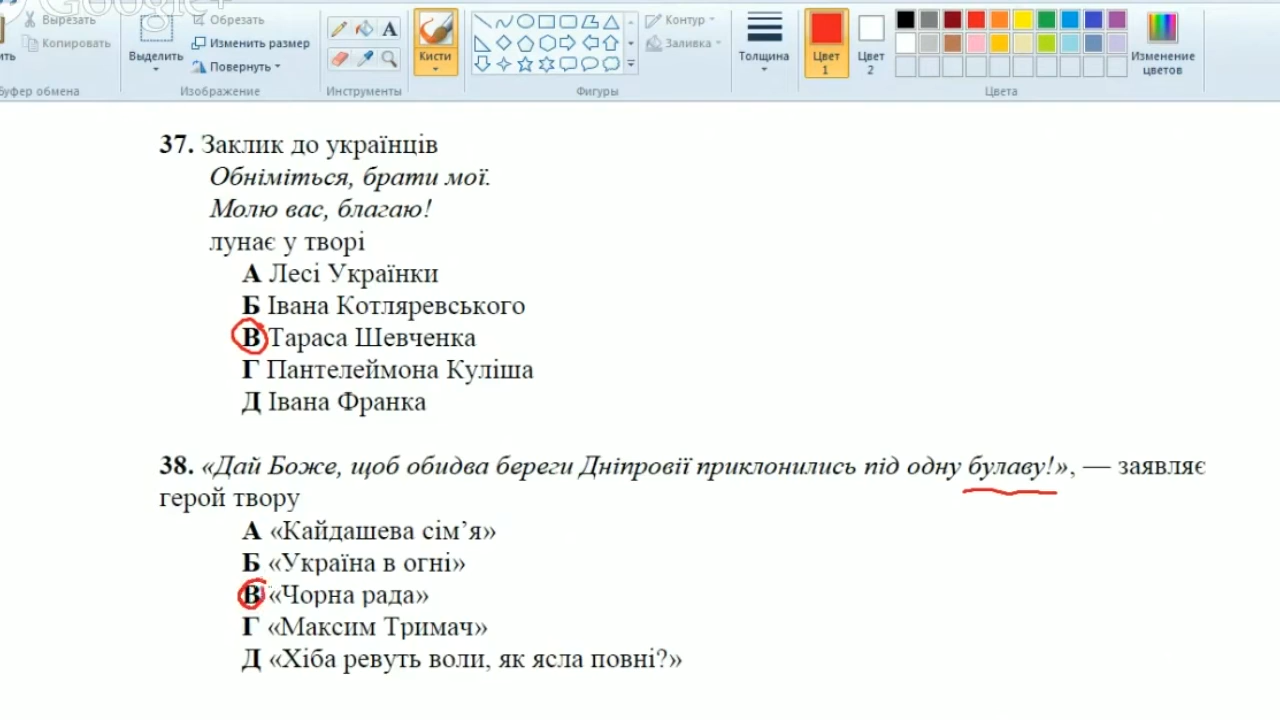 Google+
Вырезать
Копировать
Буфер обмена
Выделить
Обрезать
Изменить размер
Повернуть
Изображение
A
Инструменты
Кисти
Фигуры
Контур
Заливка
Толщина
Цвет 1
Цвет 2
Изменение цветов
Цвета
37. Заклик до українців
Обніміться, брати мої.
Молю вас, благаю!
лунає у творі
А Лесі Українки
Б Івана Котляревського
В Тараса Шевченка
Г Пантелеймона Куліша
Д Івана Франка
38. «Дай Боже, щоб обидва береги Дніпровії приклонились під одну булаву!», — заявляє
герой твору
А «Кайдашева сім’я»
Б «Україна в огні»
В «Чорна рада»
Г «Максим Тримач»
Д «Хіба ревуть воли, як ясла повні?»